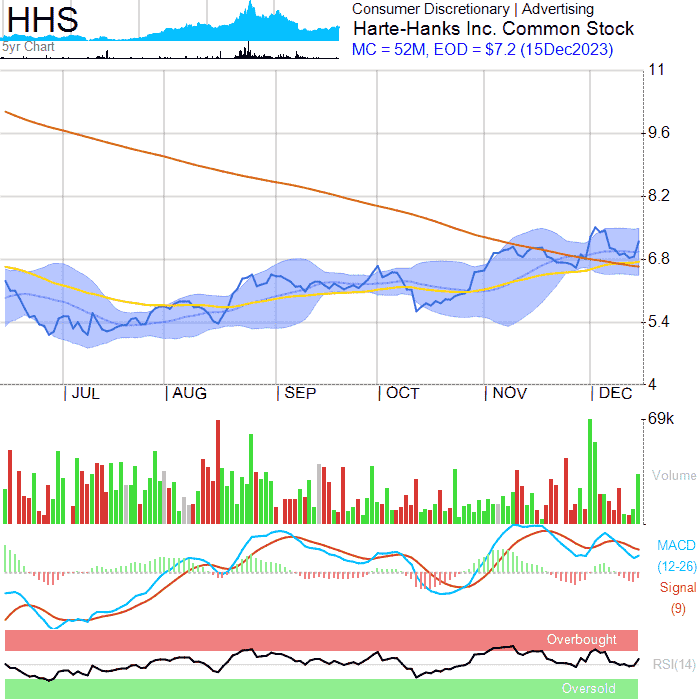 HHS
5yr Chart
Consumer Discretionary | Advertising
Harte-Hanks Inc. Common Stock
MC = 52M, EOD = $7.2 (15Dec2023)
11
9.6
8.2
6.8
5.4
4
JUL AUG SEP OCT NOV DEC
69k
Volume
MACD
(12-26)
Signal
(9)
Overbought
RSI(14)
Oversold